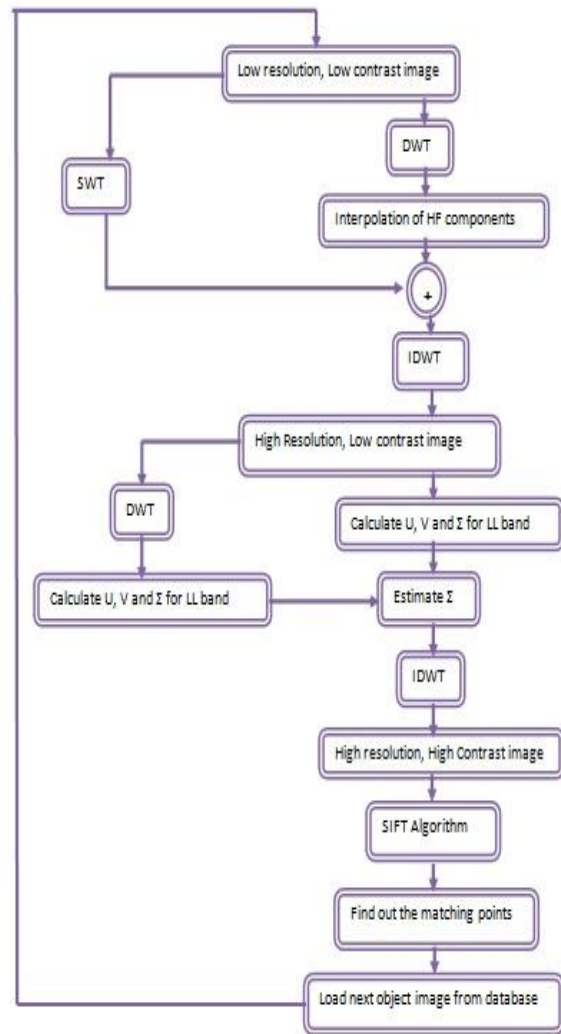 Low resolution, Low contrast image
DWT
SWT
Interpolation of HF components
+
IDWT
High Resolution, Low contrast image
DWT
Calculate U, V and Σ for LL band
Calculate U, V and Σ for LL band
Estimate Σ
IDWT
High resolution, High Contrast image
SIFT Algorithm
Find out the matching points
Load next object image from database